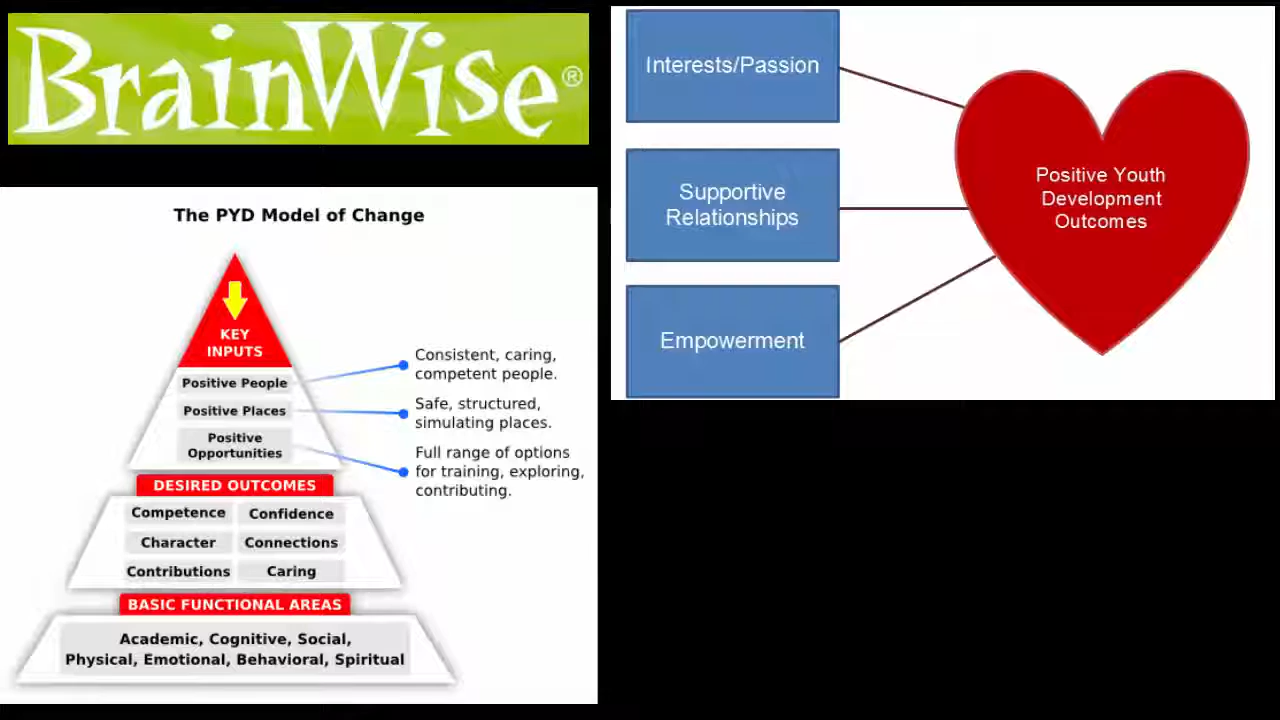 BrainWise®
The PYD Model of Change
KEY
INPUTS
Positive People
Positive Places
Positive
Opportunities
Consistent, caring,
competent people.
Safe, structured,
simulating places.
Full range of options
for training, exploring,
contributing.
DESIRED OUTCOMES
Competence Confidence
Character Connections
Contributions Caring
BASIC FUNCTIONAL AREAS
Academic, Cognitive, Social,
Physical, Emotional, Behavioral, Spiritual
Interests/Passion
Supportive
Relationships
Empowerment
Positive Youth
Development
Outcomes